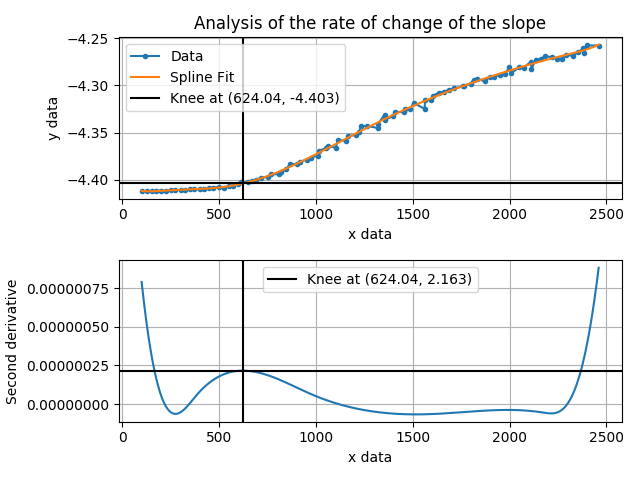 Analysis of the rate of change of the slope
y data
−4.25
−4.30
−4.35
−4.40
Data
Spline Fit
Knee at (624.04, -4.403)
0 500 1000 1500 2000 2500
x data
Second derivative
0.00000075
0.00000050
0.00000025
0.00000000
Knee at (624.04, 2.163)
0 500 1000 1500 2000 2500
x data